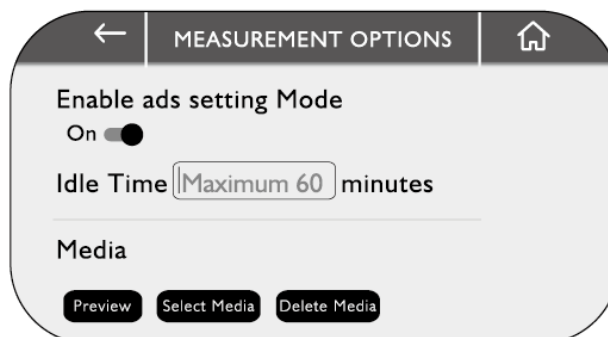 MEASUREMENT OPTIONS
Enable ads setting Mode
On
Idle Time Maximum 60 minutes
Media
Preview Select Media Delete Media